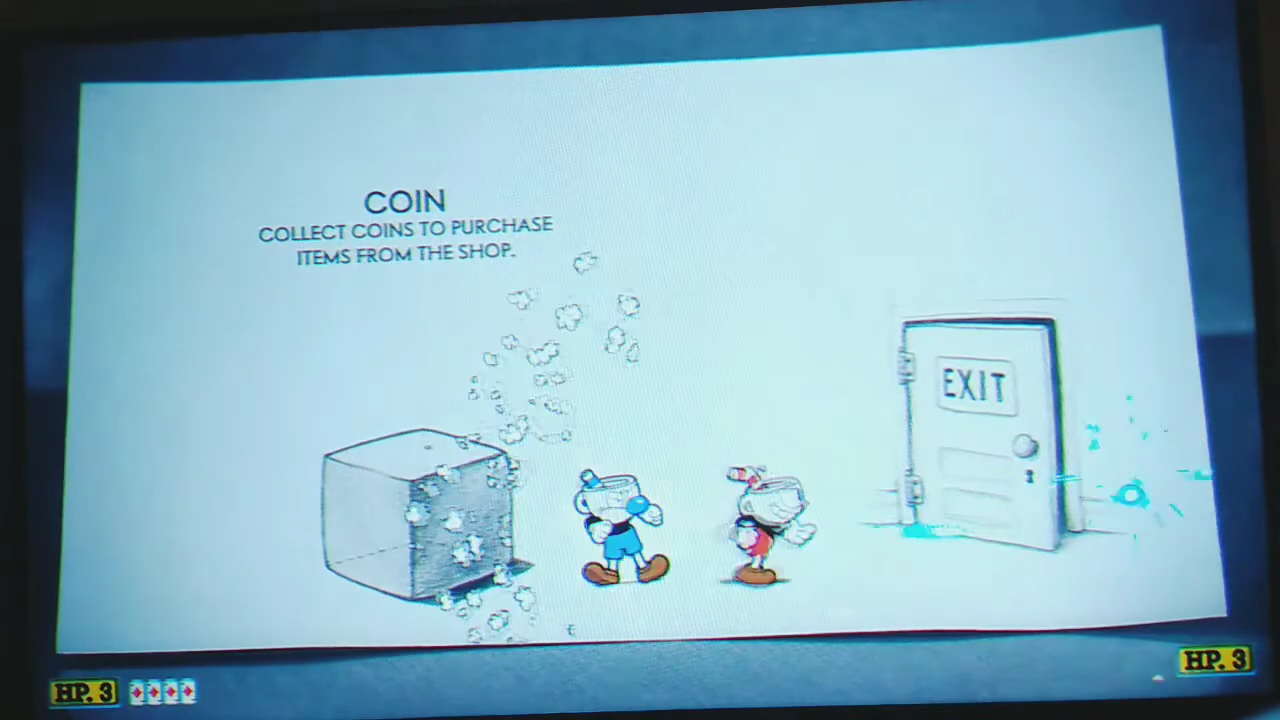 COIN
COLLECT COINS TO PURCHASE
ITEMS FROM THE SHOP.
EXIT
HP. 3
HP. 3